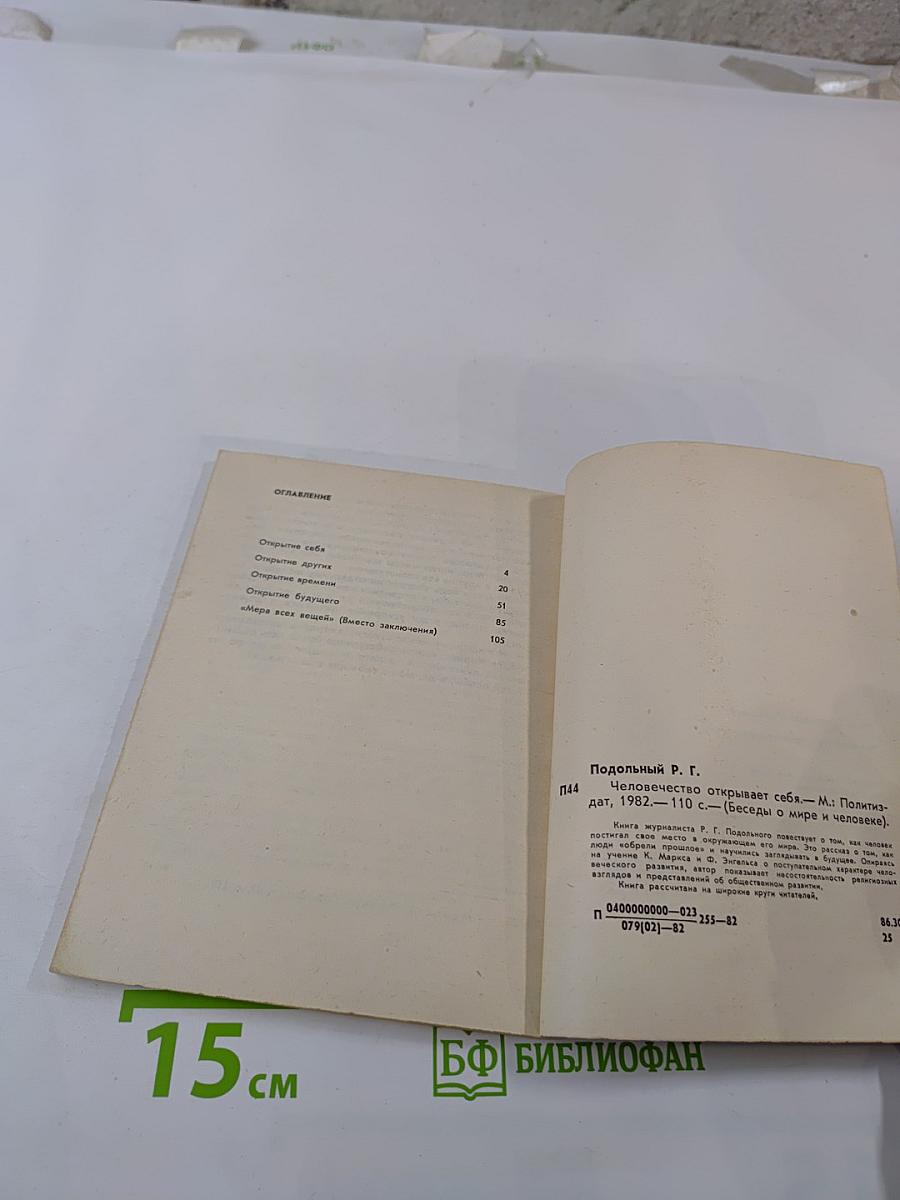 ОГЛАВЛЕНИЕ
Открытие себя 4
Открытие других 20
Открытие времени 51
Открытие будущего 85
«Мера всех вещей» (Вместо заключения) 105
Подольный Р. Г.
П44 Человечество открывает себя.— М.: Политиз-
дат, 1982.— 110 с.— (Беседы о мире и человеке).
Книга журналиста Р. Г. Подольного повествует о том, как человек
постигал свое место в окружающем его мире. Это рассказ о том, как
люди «обрели прошлое» и научились заглядывать в будущее. Опираясь
на учение К. Маркса и Ф. Энгельса о поступательном характере чело-
веческого развития, автор показывает несостоятельность религиозных
взглядов и представлений об общественном развитии.
Книга рассчитана на широкие круги читателей.
П 0400000000—023 255—82 86.30
079(02)—82 25
15 см
БФ БИБЛИОФАН